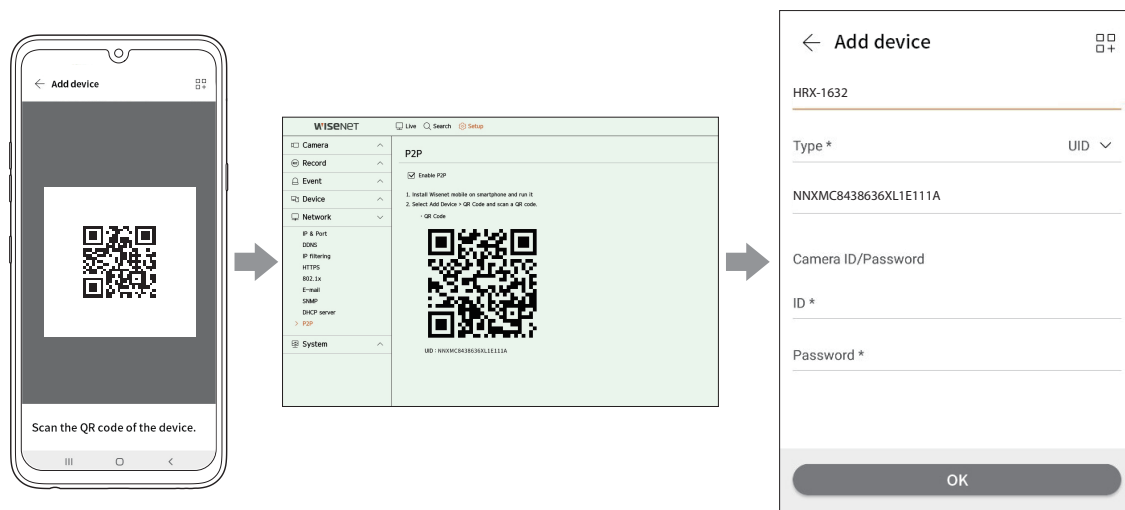 Add device
Scan the QR code of the device.
WISENET
Live
Search
Setup
Camera
Record
Event
Device
Network
IP & Port
DDNS
IP filtering
HTTPS
802.1x
E-mail
SNMP
DHCP server
> P2P
System
P2P
Enable P2P
1. Install Wisenet mobile on smartphone and run it
2. Select Add Device > QR Code and scan a QR code.
- QR Code
UID : NNXMC8438636XL1E111A
Add device
HRX-1632
Type * UID
NNXMC8438636XL1E111A
Camera ID/Password
ID *
Password *
OK